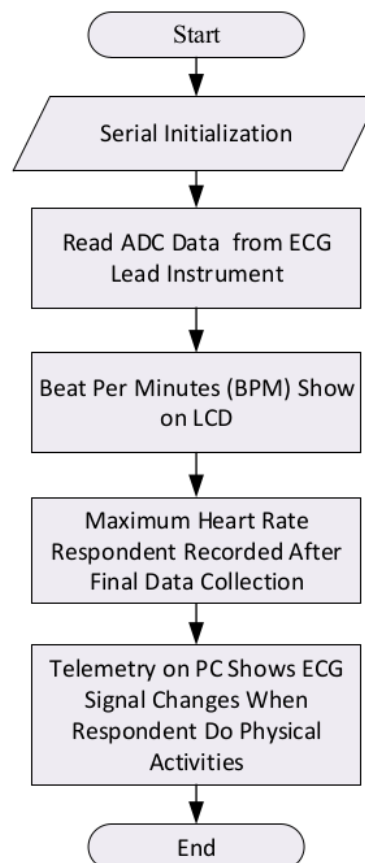 Start
Serial Initialization
Read ADC Data from ECG
Lead Instrument
Beat Per Minutes (BPM) Show
on LCD
Maximum Heart Rate
Respondent Recorded After
Final Data Collection
Telemetry on PC Shows ECG
Signal Changes When
Respondent Do Physical
Activities
End